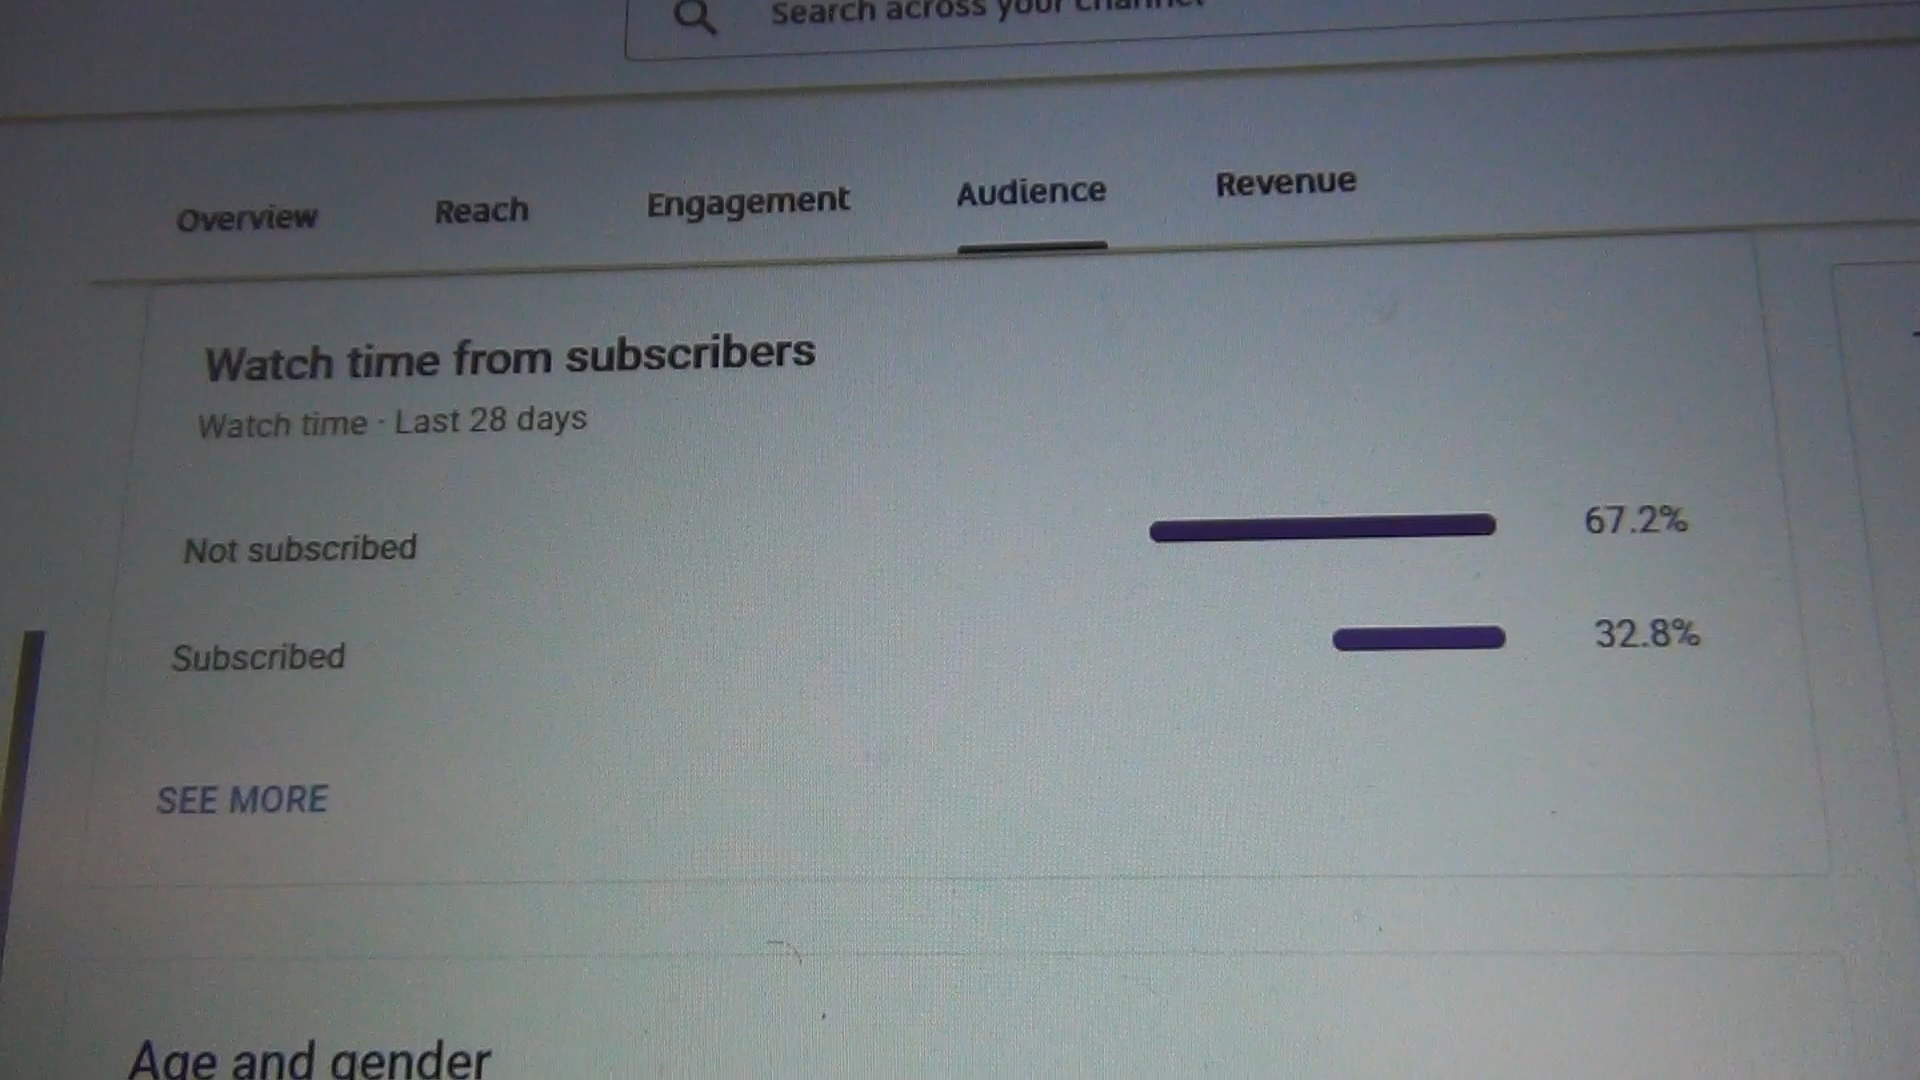 Search across your channel
Overview Reach Engagement Audience Revenue
Watch time from subscribers
Watch time · Last 28 days
Not subscribed 67.2%
Subscribed 32.8%
SEE MORE
Age and gender